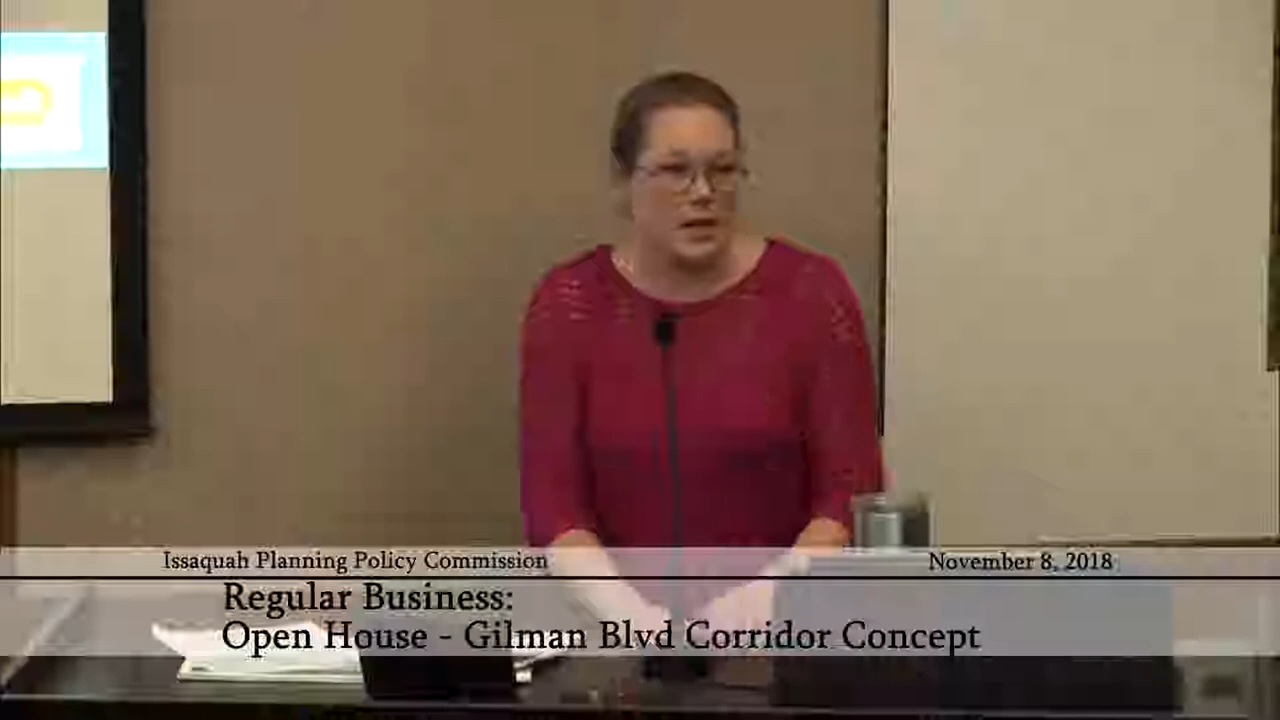 Issaquah Planning Policy Commission
November 8, 2018
Regular Business:
Open House - Gilman Blvd Corridor Concept